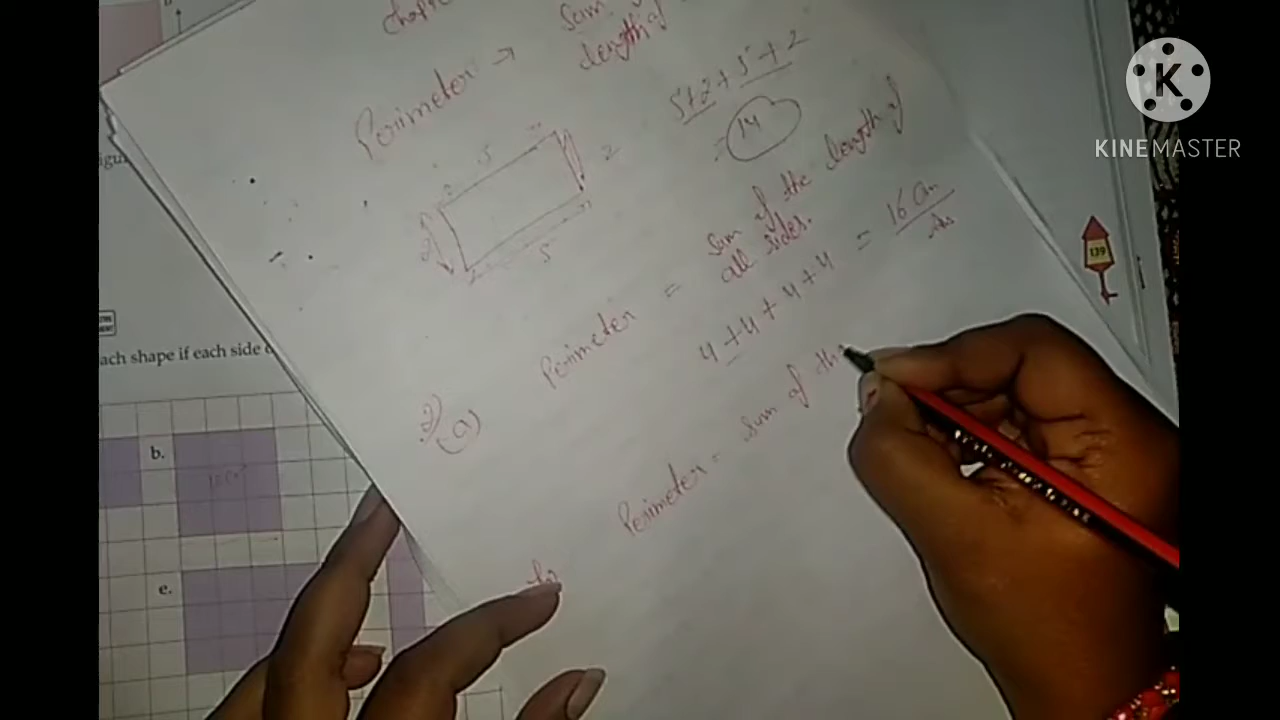 Perimeter → Sum
length of
5+2+5+2
= 14
5
2
2
5
2)
(a)
Perimeter = Sum of the length of
all sides.
4+4+4+4 = 16 cm
Ans
Perimeter = Sum of th
ach shape if each side
b.
e.
139
K
KINEMASTER